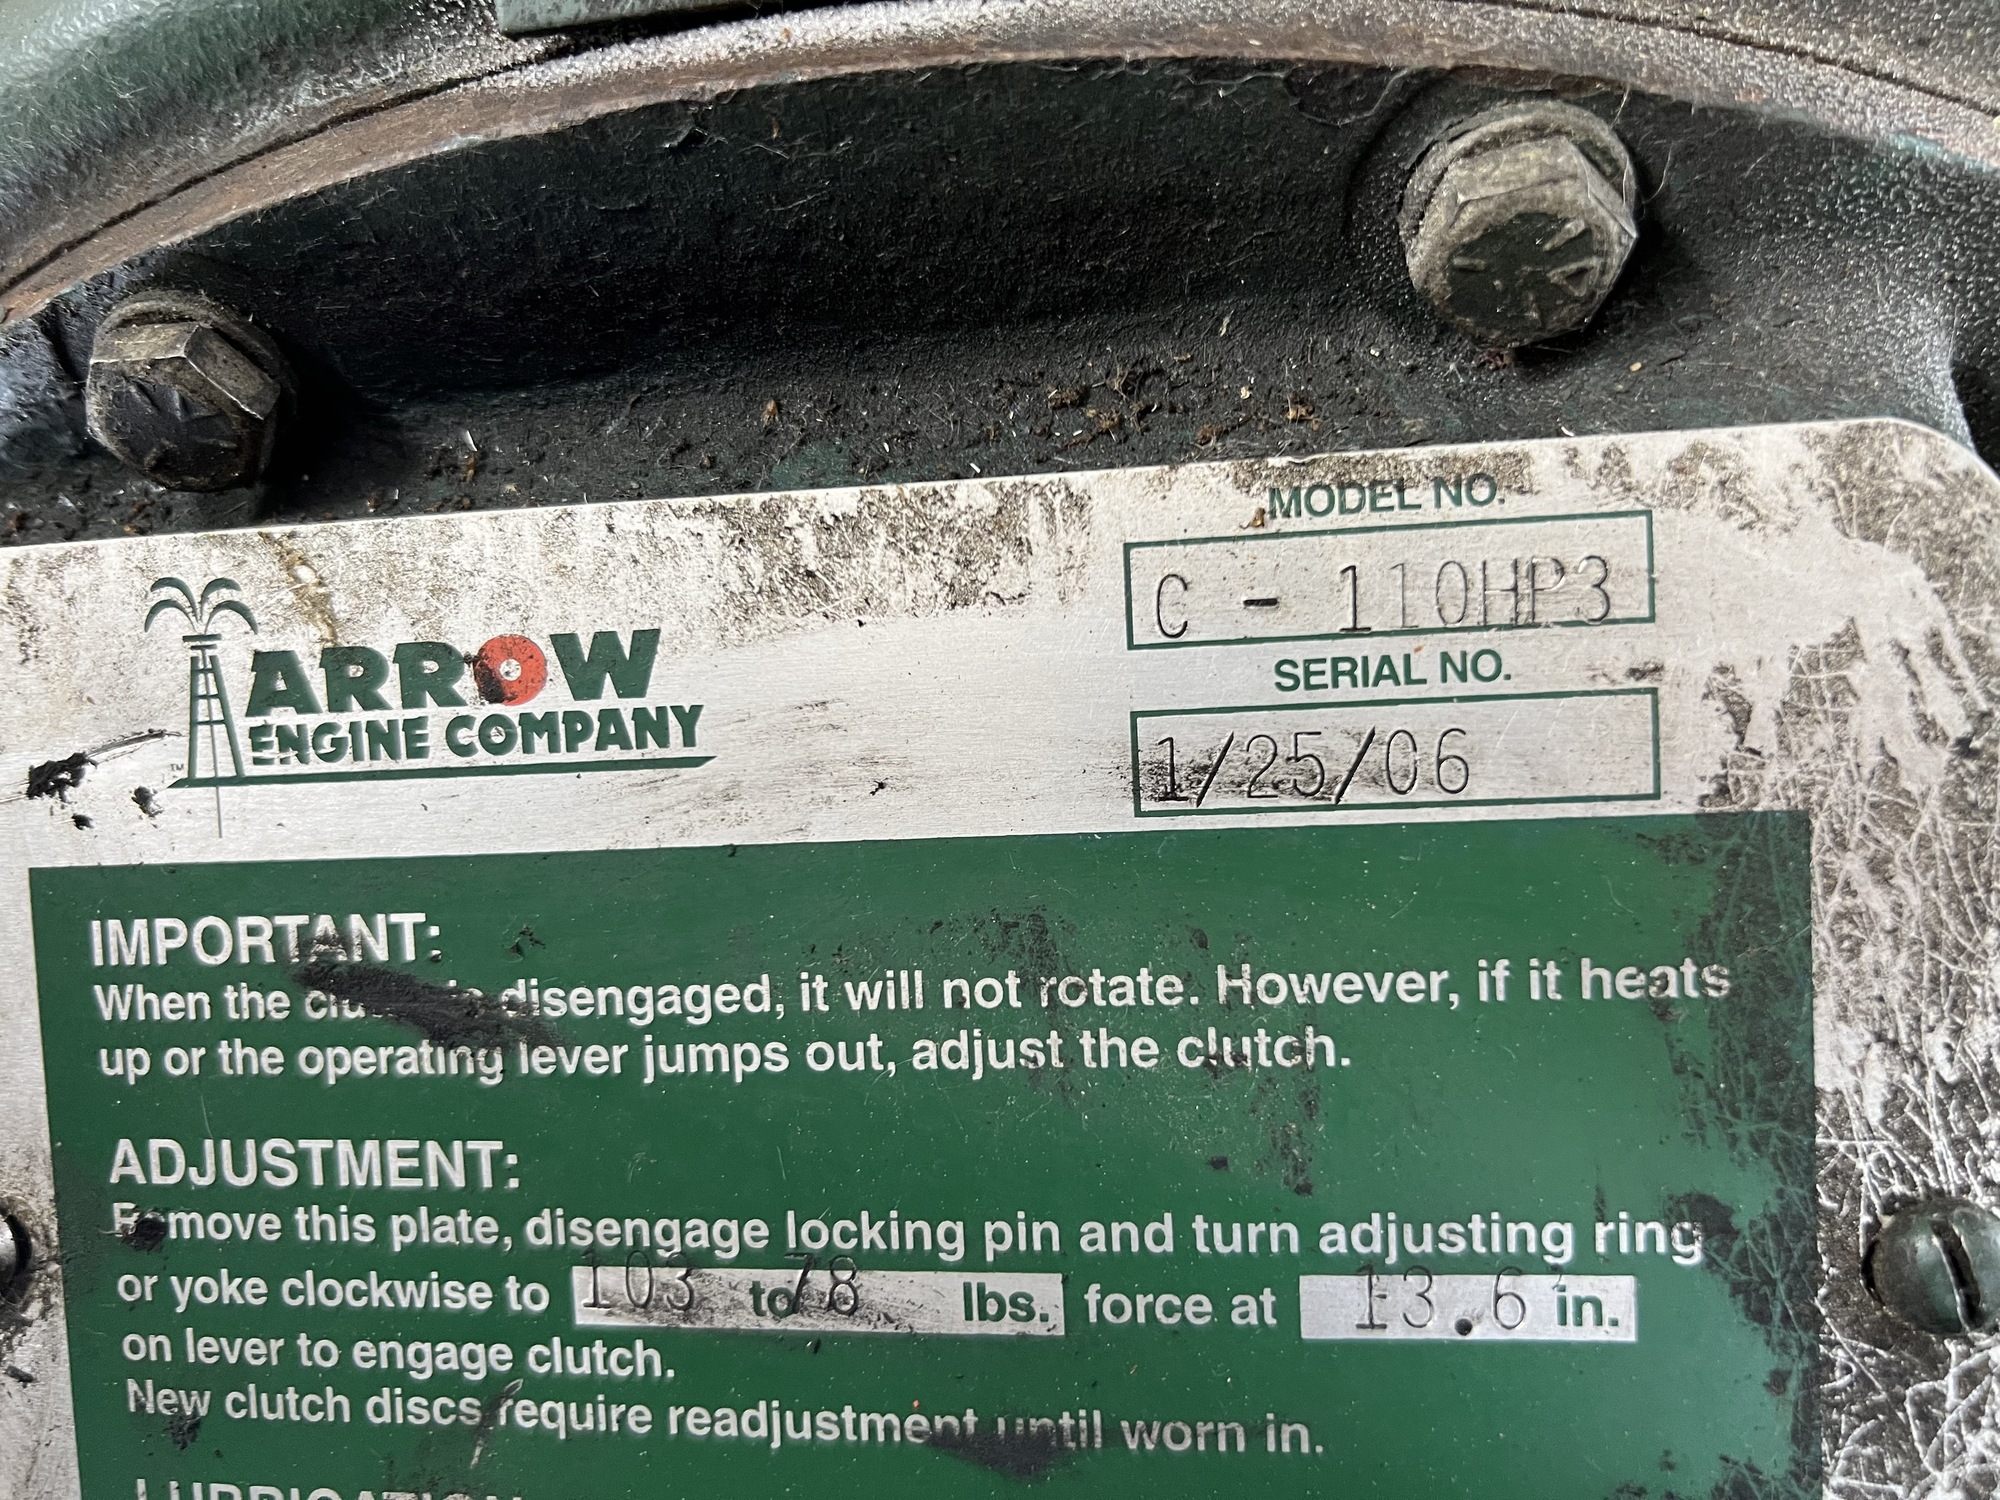 MODEL NO.
C - 110HP3
ARROW
ENGINE COMPANY
TM
SERIAL NO.
1/25/06
IMPORTANT:
When the disengaged, it will not rotate. However, if it heats
up or the operating lever jumps out, adjust the clutch.
ADJUSTMENT:
Remove this plate, disengage locking pin and turn adjusting ring
or yoke clockwise to 103 to 78 lbs. force at 13.6 in.
on lever to engage clutch.
New clutch discs require readjustment until worn in.
LUBRICATION